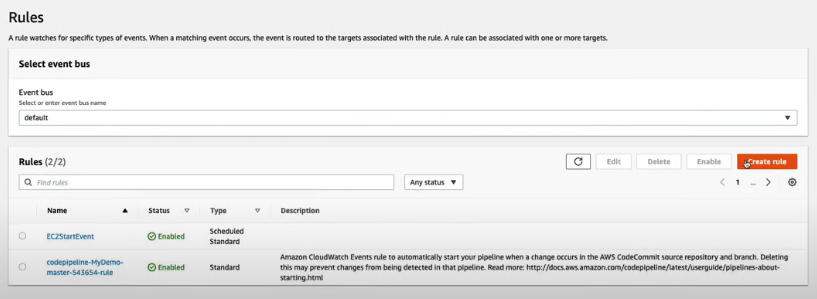 Rules
A rule watches for specific types of events. When a matching event occurs, the event is routed to the targets associated with the rule. A rule can be associated with one or more targets.
Select event bus
Event bus
Select or enter event bus name
default
Rules (2/2)
Edit
Delete
Enable
Create rule
Find rules
Any status
1
...
Name
Status
Type
Description
EC2StartEvent
Enabled
Scheduled
Standard
codepipeline-MyDemo-
master-543654-rule
Enabled
Standard
Amazon CloudWatch Events rule to automatically start your pipeline when a change occurs in the AWS CodeCommit source repository and branch. Deleting
this may prevent changes from being detected in that pipeline. Read more: http://docs.aws.amazon.com/codepipeline/latest/userguide/pipelines-about-
starting.html